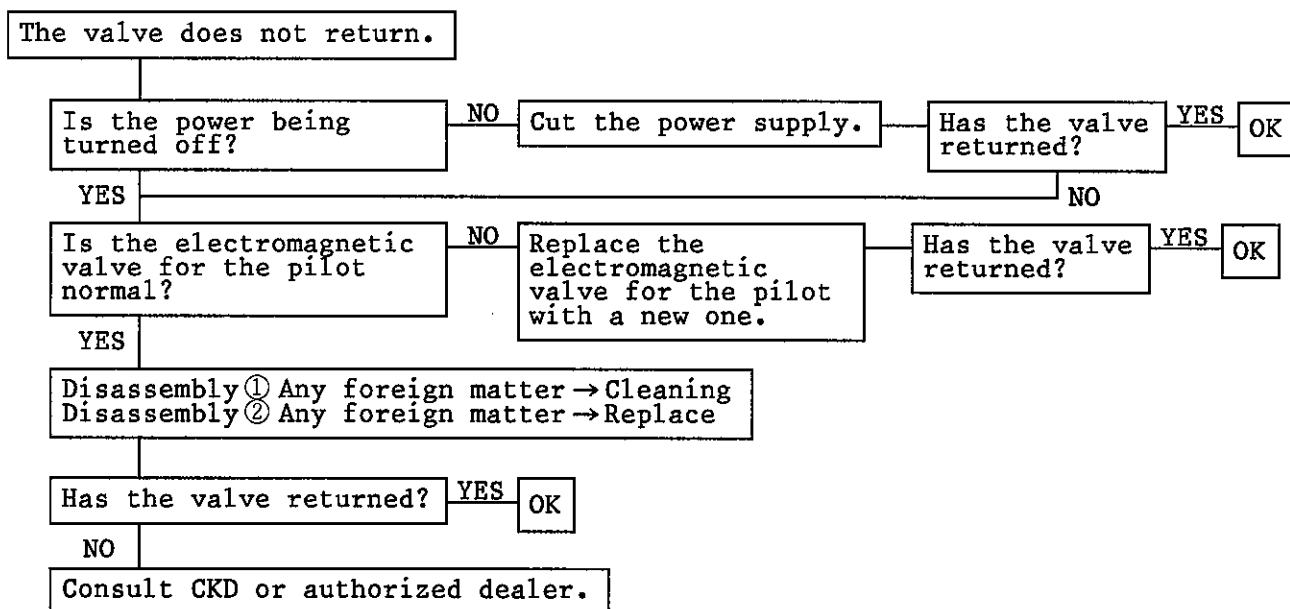 The valve does not return.
Is the power being
turned off?
NO
Cut the power supply.
Has the valve
returned?
YES
OK
YES
NO
Is the electromagnetic
valve for the pilot
normal?
NO
Replace the
electromagnetic
valve for the pilot
with a new one.
Has the valve
returned?
YES
OK
YES
Disassembly ① Any foreign matter → Cleaning
Disassembly ② Any foreign matter → Replace
Has the valve returned?
YES
OK
NO
Consult CKD or authorized dealer.